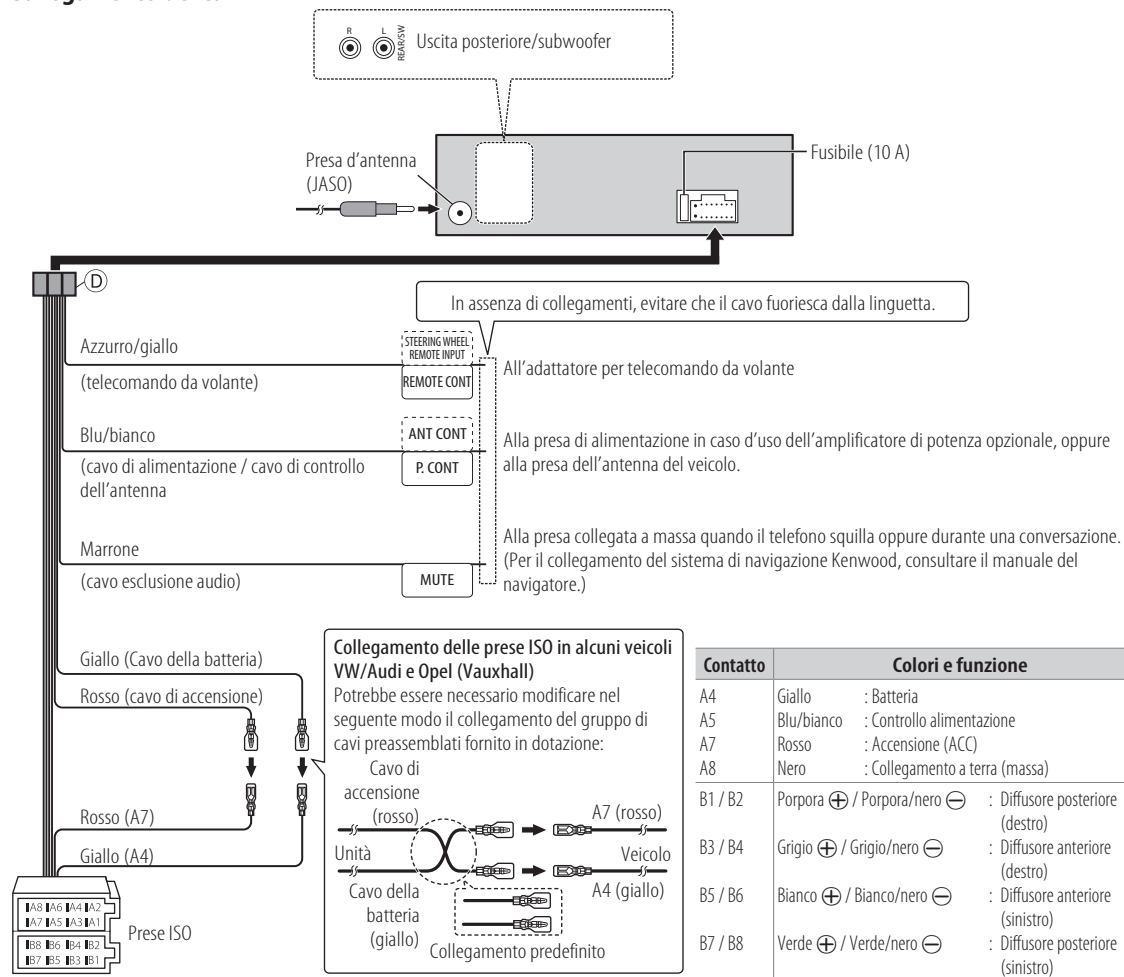 R L REAR/SW Uscita posteriore/subwoofer
Presa d'antenna
(JASO)
Fusibile (10 A)
D
In assenza di collegamenti, evitare che il cavo fuoriesca dalla linguetta.
Azzurro/giallo
(telecomando da volante)
STEERING WHEEL
REMOTE INPUT
REMOTE CONT
All'adattatore per telecomando da volante
Blu/bianco
(cavo di alimentazione / cavo di controllo
dell'antenna
ANT CONT
P. CONT
Alla presa di alimentazione in caso d'uso dell'amplificatore di potenza opzionale, oppure
alla presa dell'antenna del veicolo.
Marrone
(cavo esclusione audio)
MUTE
Alla presa collegata a massa quando il telefono squilla oppure durante una conversazione.
(Per il collegamento del sistema di navigazione Kenwood, consultare il manuale del
navigatore.)
Giallo (Cavo della batteria)
Rosso (cavo di accensione)
Rosso (A7)
Giallo (A4)
A8 A6 A4 A2
A7 A5 A3 A1
B8 B6 B4 B2
B7 B5 B3 B1
Prese ISO
Collegamento delle prese ISO in alcuni veicoli
VW/Audi e Opel (Vauxhall)
Potrebbe essere necessario modificare nel
seguente modo il collegamento del gruppo di
cavi preassemblati fornito in dotazione:
Cavo di
accensione
(rosso)
A7 (rosso)
Unità
Veicolo
Cavo della
batteria
(giallo)
A4 (giallo)
Collegamento predefinito
Contatto Colori e funzione
A4 Giallo : Batteria
A5 Blu/bianco : Controllo alimentazione
A7 Rosso : Accensione (ACC)
A8 Nero : Collegamento a terra (massa)
B1 / B2 Porpora ⊕ / Porpora/nero ⊖ : Diffusore posteriore
(destro)
B3 / B4 Grigio ⊕ / Grigio/nero ⊖ : Diffusore anteriore
(destro)
B5 / B6 Bianco ⊕ / Bianco/nero ⊖ : Diffusore anteriore
(sinistro)
B7 / B8 Verde ⊕ / Verde/nero ⊖ : Diffusore posteriore
(sinistro)